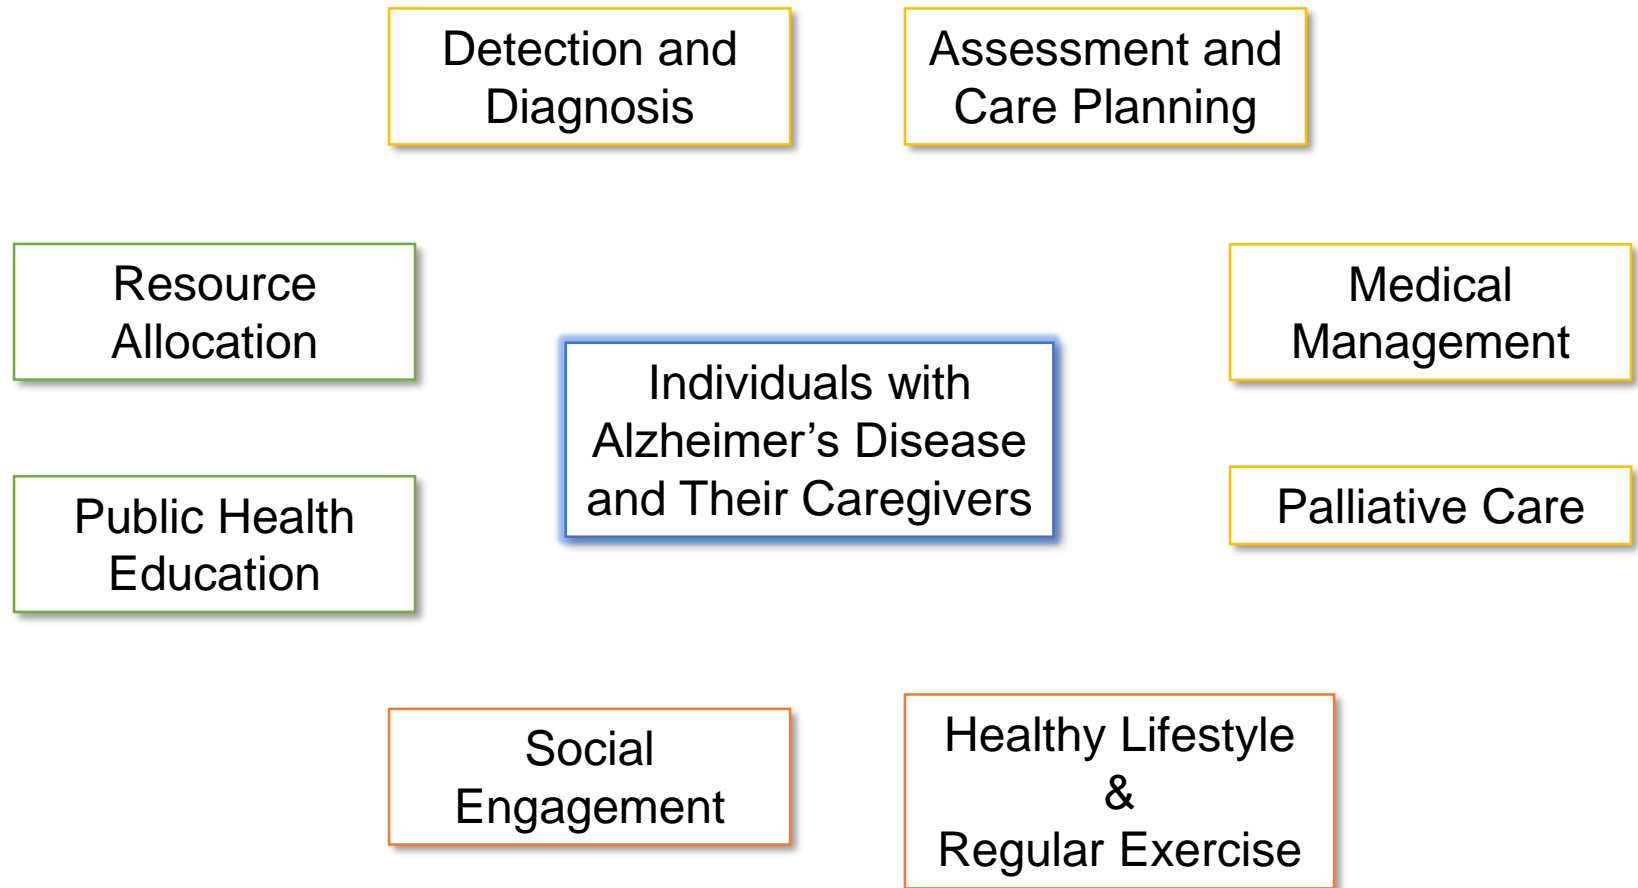 Detection and
Diagnosis
Assessment and
Care Planning
Resource
Allocation
Medical
Management
Individuals with
Alzheimer’s Disease
and Their Caregivers
Public Health
Education
Palliative Care
Social
Engagement
Healthy Lifestyle
&
Regular Exercise